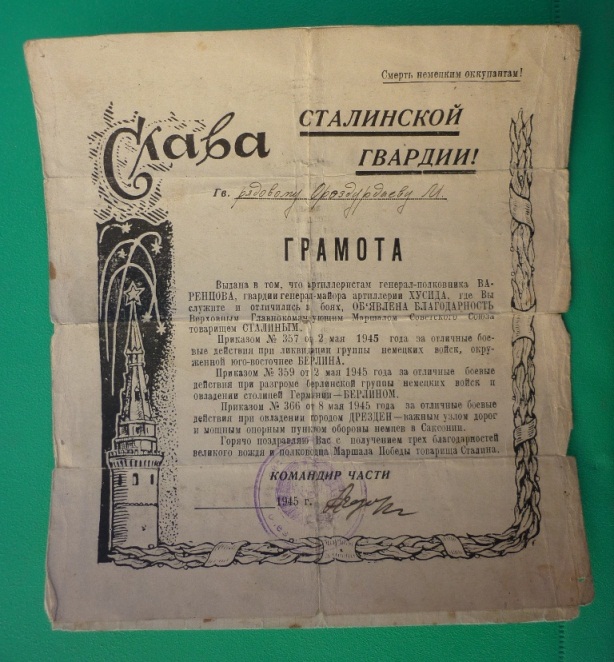 Смерть немецким оккупантам!
Слава СТАЛИНСКОЙ
ГВАРДИИ!
Гв. рядовому М.
ГРАМОТА
Выдана в том, что артиллеристам генерал-полковника ВА-
РЕНЦОВА, гвардии генерал-майора артиллерии ХУСИДА, где Вы
служите и отличились в боях, ОБ‘ЯВЛЕНА БЛАГОДАРНОСТЬ
Верховным Главнокомандующем Маршалом Советского Союза
товарищем СТАЛИНЫМ.
Приказом № 357 от 2 мая 1945 года за отличные бое-
вые действия при ликвидации группы немецких войск, окру-
женной юго-восточнее БЕРЛИНА.
Приказом № 359 от 2 мая 1945 года за отличные боевые
действия при разгроме берлинской группы немецких войск и
овладении столицей Германии—БЕРЛИНОМ.
Приказом № 366 от 8 мая 1945 года за отличные боевые
действия при овладении городом ДРЕЗДЕН—важным узлом дорог
и мощным опорным пунктом обороны немцев в Саксонии.
Горячо поздравляю Вас с получением трех благодарностей
великого вождя и полководца Маршала Победы товарища Сталина.
КОМАНДИР ЧАСТИ
1945 г.